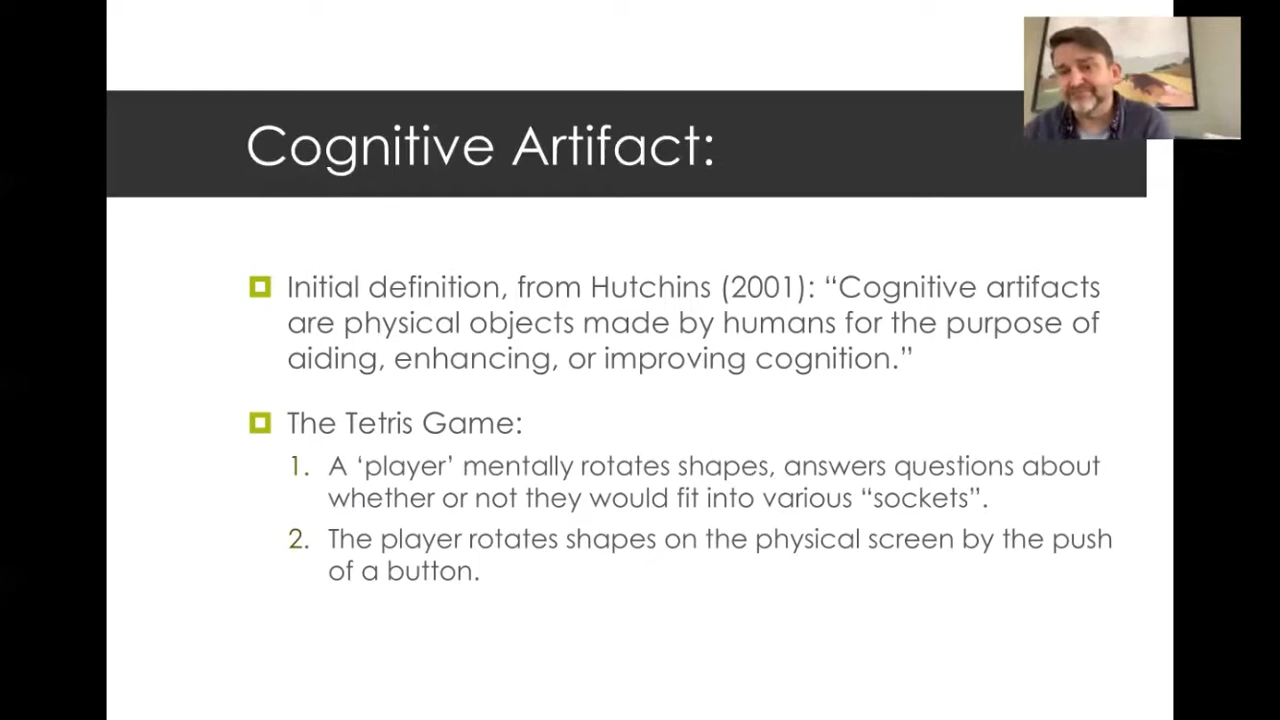 Cognitive Artifact:
Initial definition, from Hutchins (2001): “Cognitive artifacts
are physical objects made by humans for the purpose of
aiding, enhancing, or improving cognition.”
The Tetris Game:
1. A ‘player’ mentally rotates shapes, answers questions about
whether or not they would fit into various “sockets”.
2. The player rotates shapes on the physical screen by the push
of a button.